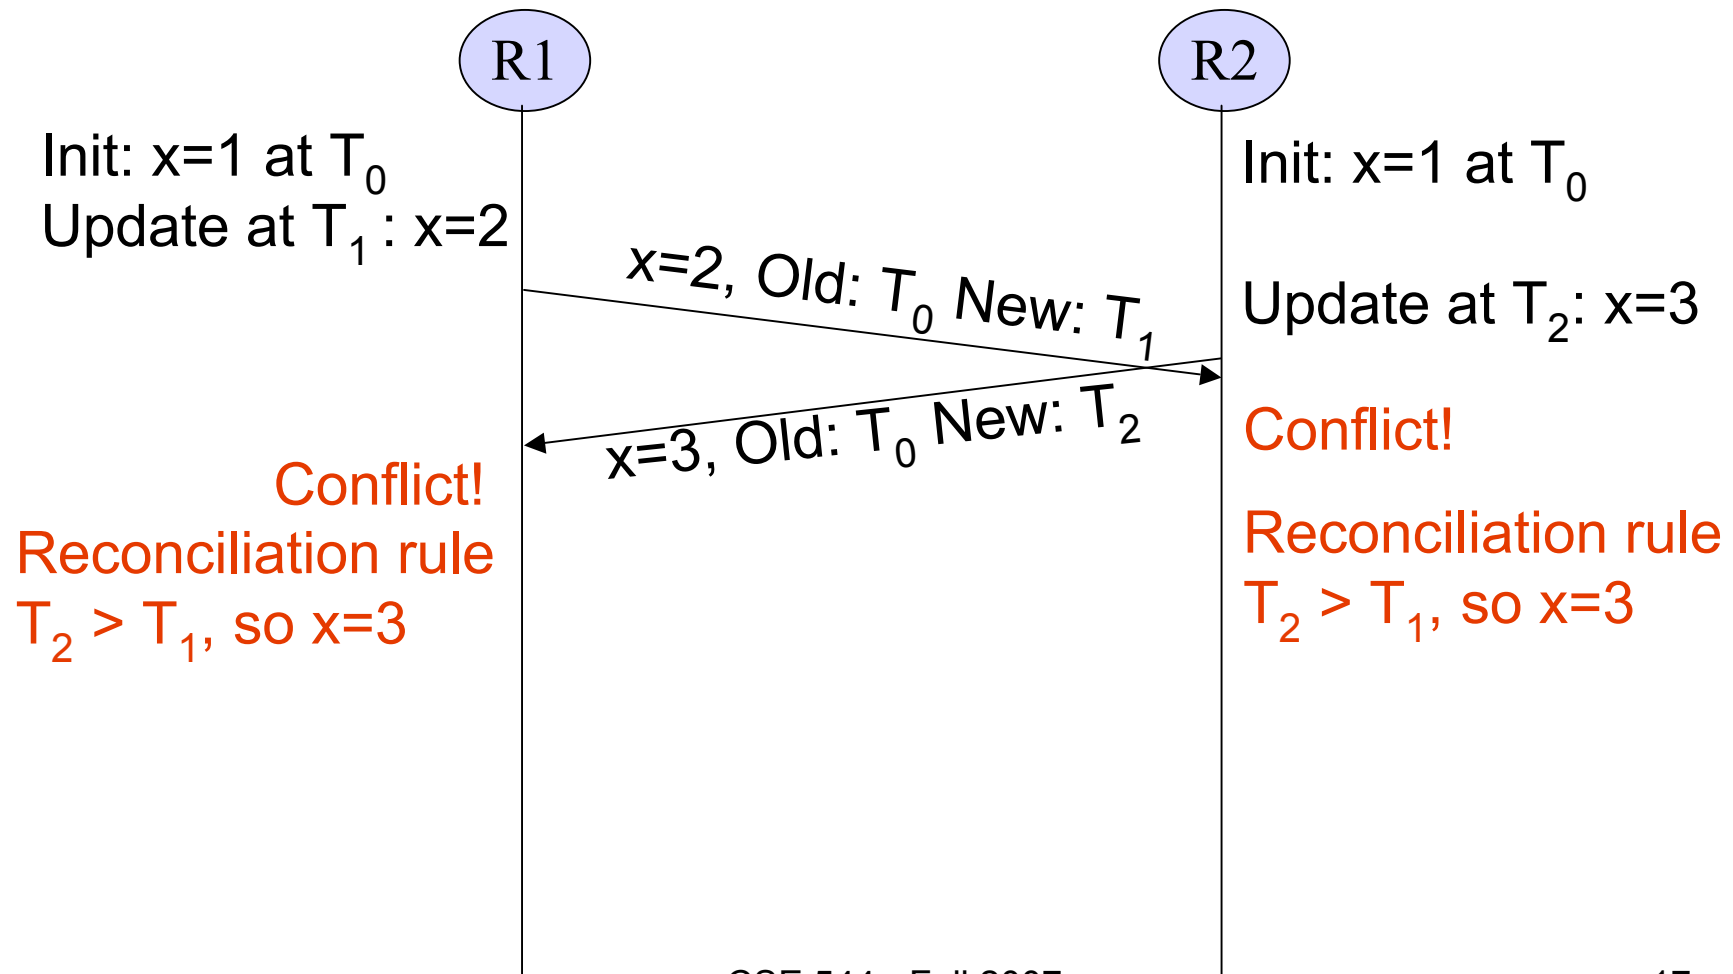 R1
R2
Init: x=1 at T0
Update at T1 : x=2
Init: x=1 at T0
x=2, Old: T0 New: T1
Update at T2: x=3
x=3, Old: T0 New: T2
Conflict!
Reconciliation rule
T2 > T1, so x=3
Conflict!
Reconciliation rule
T2 > T1, so x=3